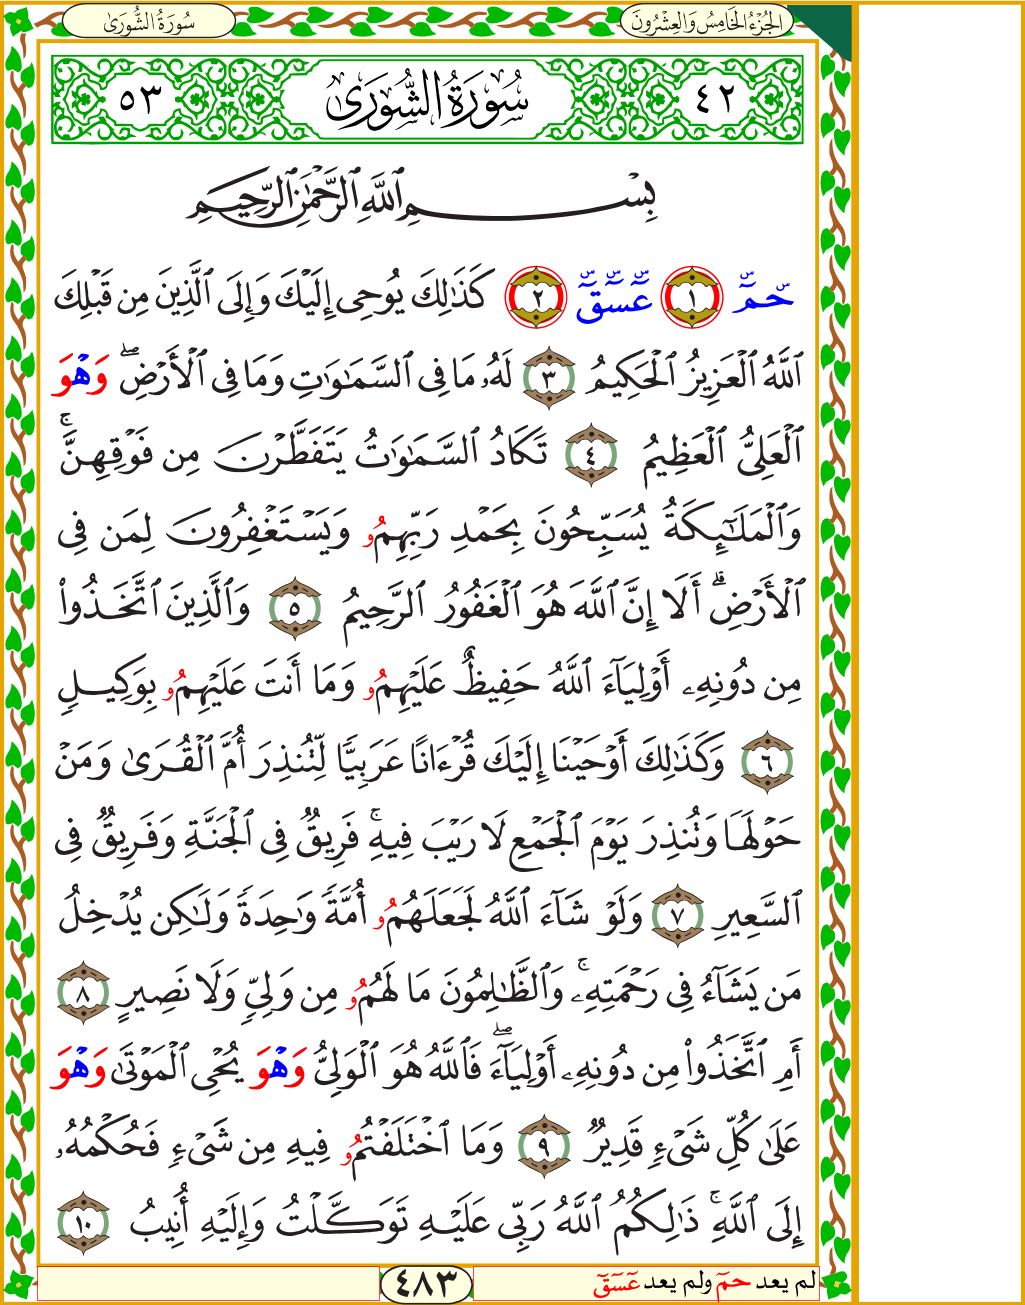 الجُزْءُ الخَامِسُ وَالعِشْرُونَ
سُورَةُ الشُّورَىٰ
٤٢ سُورَةُ الشُّورَىٰ ٥٣
بِسْمِ ٱللَّهِ ٱلرَّحْمَٰنِ ٱلرَّحِيمِ
حمٓ ١ عٓسٓقٓ ٢ كَذَٰلِكَ يُوحِىٓ إِلَيْكَ وَإِلَى ٱلَّذِينَ مِن قَبْلِكَ
ٱللَّهُ ٱلْعَزِيزُ ٱلْحَكِيمُ ٣ لَهُۥ مَا فِى ٱلسَّمَٰوَٰتِ وَمَا فِى ٱلْأَرْضِۖ وَهْوَ
ٱلْعَلِىُّ ٱلْعَظِيمُ ٤ تَكَادُ ٱلسَّمَٰوَٰتُ يَتَفَطَّرْنَ مِن فَوْقِهِنَّۚ
وَٱلْمَلَٰٓئِكَةُ يُسَبِّحُونَ بِحَمْدِ رَبِّهِمُۥ وَيَسْتَغْفِرُونَ لِمَن فِى
ٱلْأَرْضِۗ أَلَا إِنَّ ٱللَّهَ هُوَ ٱلْغَفُورُ ٱلرَّحِيمُ ٥ وَٱلَّذِينَ ٱتَّخَذُوا۟
مِن دُونِهِۦ أَوْلِيَآءَ ٱللَّهُ حَفِيظٌ عَلَيْهِمُۥ وَمَا أَنتَ عَلَيْهِمُۥ بِوَكِيلٍ
٦ وَكَذَٰلِكَ أَوْحَيْنَا إِلَيْكَ قُرْءَانًا عَرَبِيًّا لِّتُنذِرَ أُمَّ ٱلْقُرَىٰ وَمَنْ
حَوْلَهَا وَتُنذِرَ يَوْمَ ٱلْجَمْعِ لَا رَيْبَ فِيهِۚ فَرِيقٌ فِى ٱلْجَنَّةِ وَفَرِيقٌ فِى
ٱلسَّعِيرِ ٧ وَلَوْ شَآءَ ٱللَّهُ لَجَعَلَهُمُۥ أُمَّةً وَٰحِدَةً وَلَٰكِن يُدْخِلُ
مَن يَشَآءُ فِى رَحْمَتِهِۦۚ وَٱلظَّٰلِمُونَ مَا لَهُمُۥ مِن وَلِىٍّ وَلَا نَصِيرٍ ٨
أَمِ ٱتَّخَذُوا۟ مِن دُونِهِۦ أَوْلِيَآءَۖ فَٱللَّهُ هُوَ ٱلْوَلِىُّ وَهْوَ يُحْىِ ٱلْمَوْتَىٰ وَهْوَ
عَلَىٰ كُلِّ شَىْءٍ قَدِيرٌ ٩ وَمَا ٱخْتَلَفْتُمُۥ فِيهِ مِن شَىْءٍ فَحُكْمُهُۥ
إِلَى ٱللَّهِۚ ذَٰلِكُمُ ٱللَّهُ رَبِّى عَلَيْهِ تَوَكَّلْتُ وَإِلَيْهِ أُنِيبُ ١٠
لم يعد حمٓ ولم يعد عٓسٓقٓ
٤٨٣